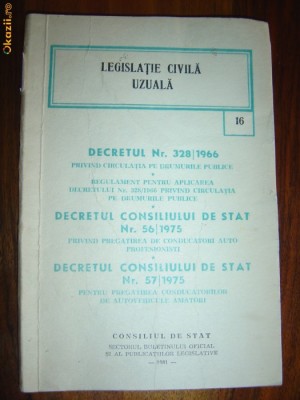 Okazii.ro
LEGISLAȚIE CIVILĂ
UZUALĂ
16
DECRETUL Nr. 328/1966
PRIVIND CIRCULAȚIA PE DRUMURILE PUBLICE
REGULAMENT PENTRU APLICAREA
DECRETULUI Nr. 328/1966 PRIVIND CIRCULAȚIA
PE DRUMURILE PUBLICE
DECRETUL CONSILIULUI DE STAT
Nr. 56/1975
PRIVIND PREGĂTIREA DE CONDUCĂTORI AUTO
PROFESIONIȘTI
DECRETUL CONSILIULUI DE STAT
Nr. 57/1975
PENTRU PREGĂTIREA CONDUCĂTORILOR
DE AUTOVEHICULE AMATORI
CONSILIUL DE STAT
SECTORUL BULETINULUI OFICIAL
ȘI AL PUBLICAȚIILOR LEGISLATIVE
— 1981 —